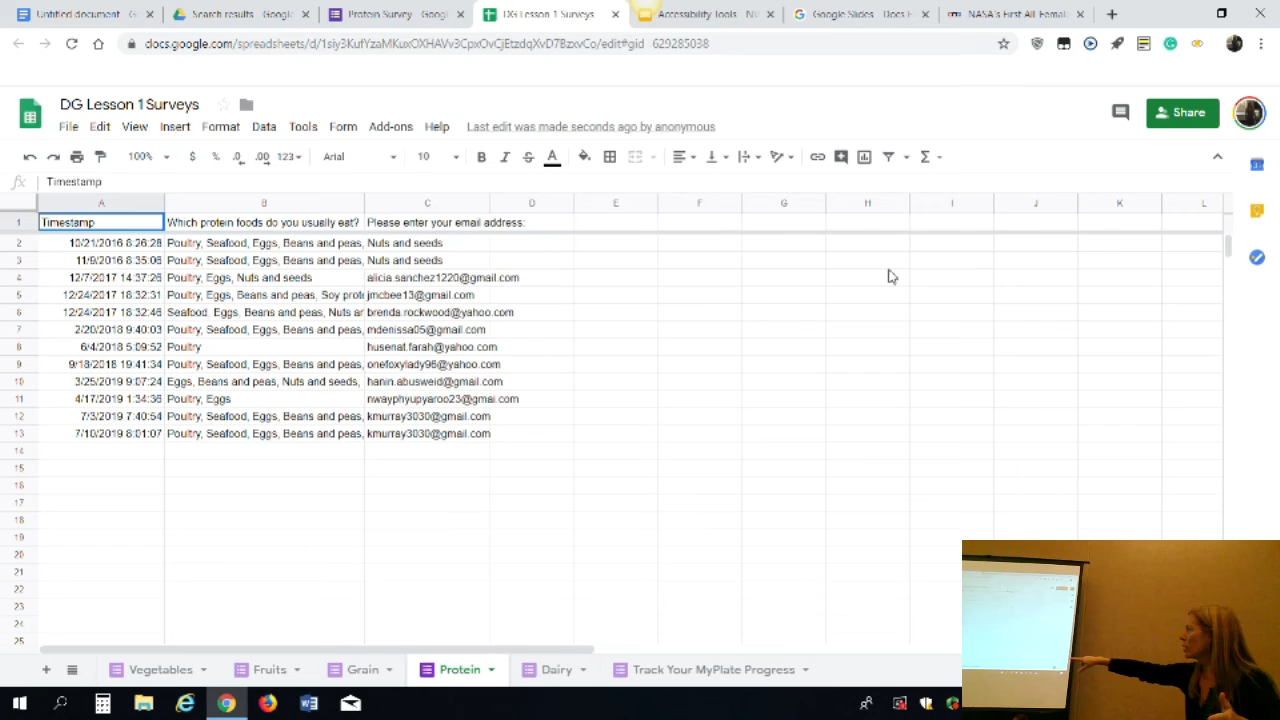 Untitled document - G
Search results - Google
Protein Survey - Googl
DG Lesson 1 Surveys
Accessibility Tools - N
Google Slides - Docs E
NASA's First All-Femal
docs.google.com/spreadsheets/d/
DG Lesson 1 Surveys
Share
File Edit View Insert Format Data Tools Form Add-ons Help Last edit was made seconds ago by anonymous
100% $ % .0 .00 123 Arial 10 B I S A Σ
fx Timestamp
A B C D E F G H I J K L
1 Timestamp Which protein foods do you usually eat? Please enter your email address:
2 10/21/2016 8:26:28 Poultry, Seafood, Eggs, Beans and peas, Nuts and seeds
3 11/9/2016 8:35:06 Poultry, Seafood, Eggs, Beans and peas, Nuts and seeds
4 12/7/2017 14:37:26 Poultry, Eggs, Nuts and seeds alicia.sanchez1220@gmail.com
5 12/24/2017 18:32:31 Poultry, Eggs, Beans and peas, Soy prote jmcbee13@gmail.com
6 12/24/2017 18:32:46 Seafood, Eggs, Beans and peas, Nuts ar brenda.rockwood@yahoo.com
7 2/20/2018 9:40:03 Poultry, Seafood, Eggs, Beans and peas, mdenissa05@gmail.com
8 6/4/2018 5:09:52 Poultry husenat.farah@yahoo.com
9 9/18/2018 19:41:34 Poultry, Seafood, Eggs, Beans and peas, onefoxylady96@yahoo.com
10 3/25/2019 9:07:24 Eggs, Beans and peas, Nuts and seeds, hanin.abusweid@gmail.com
11 4/17/2019 1:34:36 Poultry, Eggs nwayphyupyaroo23@gmai.com
12 7/3/2019 7:40:54 Poultry, Seafood, Eggs, Beans and peas, kmurray3030@gmail.com
13 7/10/2019 8:01:07 Poultry, Seafood, Eggs, Beans and peas, kmurray3030@gmail.com
14
15
16
17
18
19
20
21
22
23
24
25
Vegetables Fruits Grain Protein Dairy Track Your MyPlate Progress